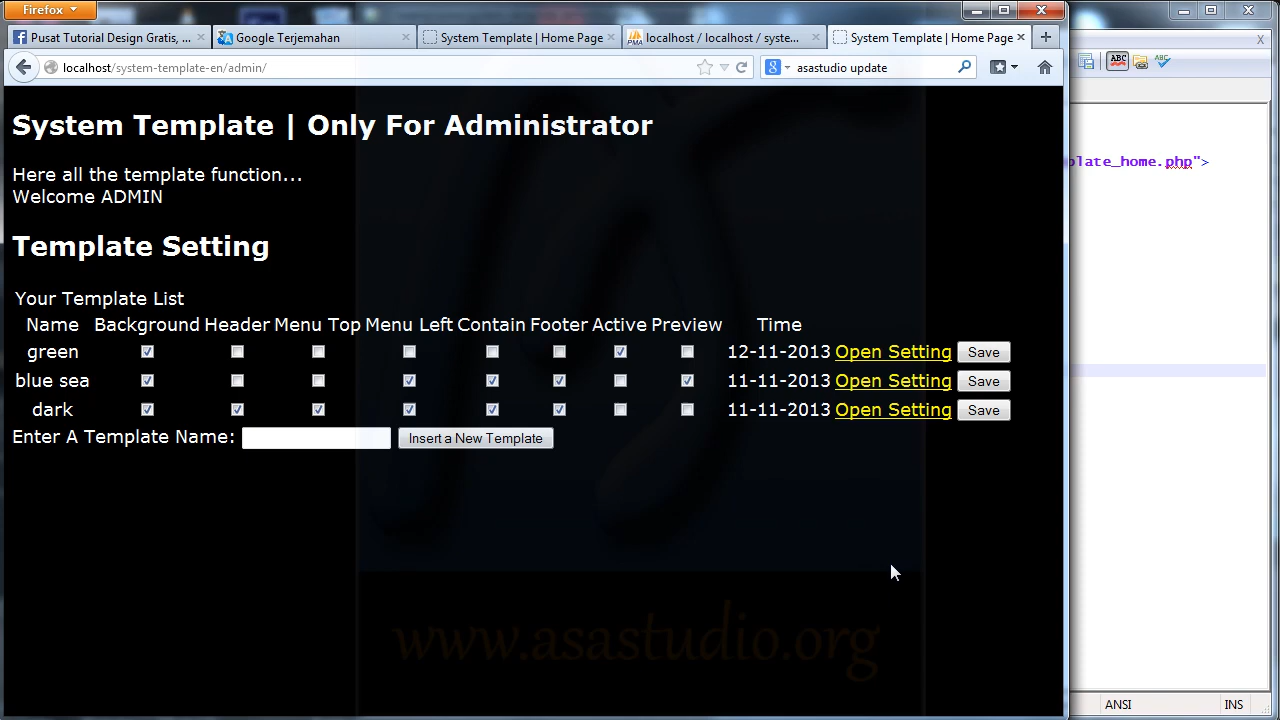 Firefox
Pusat Tutorial Design Gratis, ...
Google Terjemahan
System Template | Home Page
localhost / localhost / syste...
System Template | Home Page
localhost/system-template-en/admin/
asastudio update
System Template | Only For Administrator
Here all the template function...
Welcome ADMIN
Template Setting
Your Template List
Name Background Header Menu Top Menu Left Contain Footer Active Preview Time
green 12-11-2013 Open Setting Save
blue sea 11-11-2013 Open Setting Save
dark 11-11-2013 Open Setting Save
Enter A Template Name: Insert a New Template
www.asastudio.org
ABC
ABC
plate_home.php">
ANSI INS